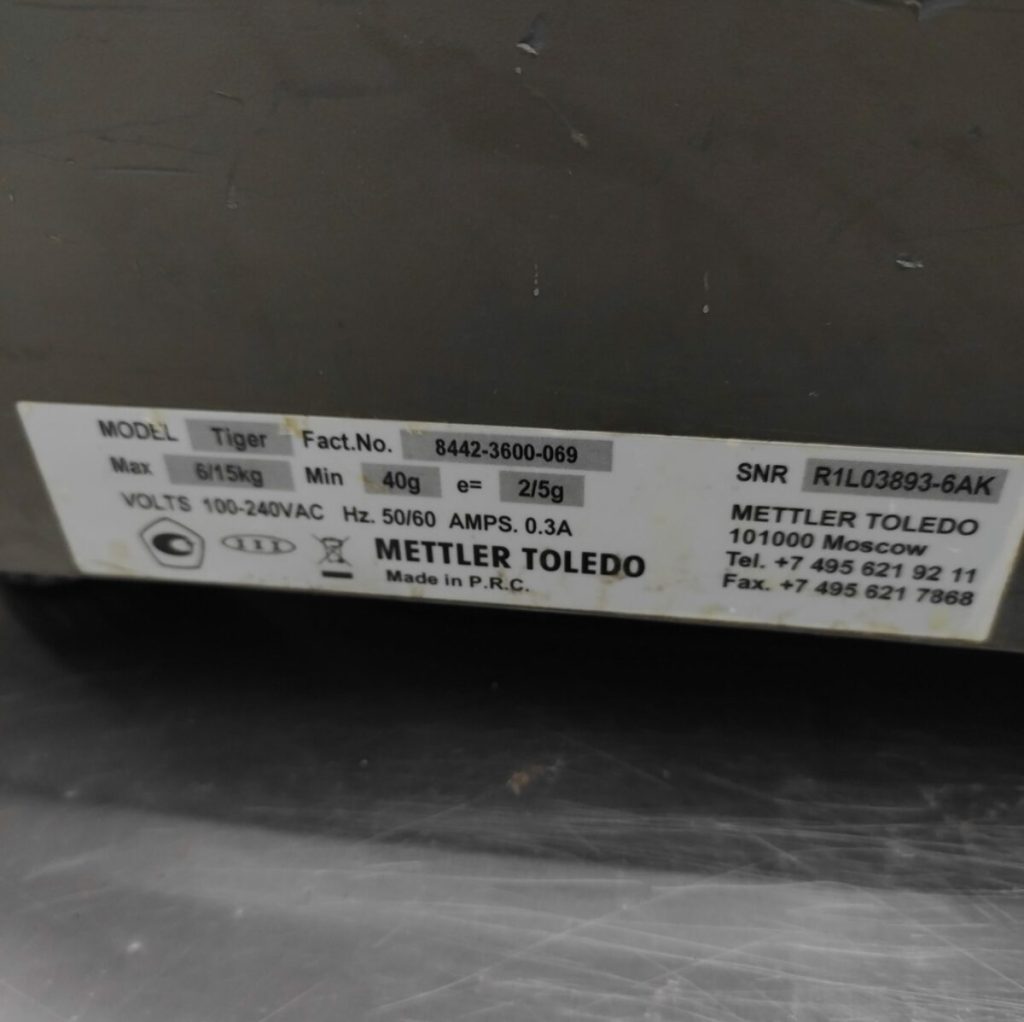 MODEL Tiger Fact.No. 8442-3600-069
Max 6/15kg Min 40g e= 2/5g
VOLTS 100-240VAC Hz. 50/60 AMPS. 0.3A
METTLER TOLEDO
Made in P.R.C.
SNR R1L03893-6AK
METTLER TOLEDO
101000 Moscow
Tel. +7 495 621 92 11
Fax. +7 495 621 7868